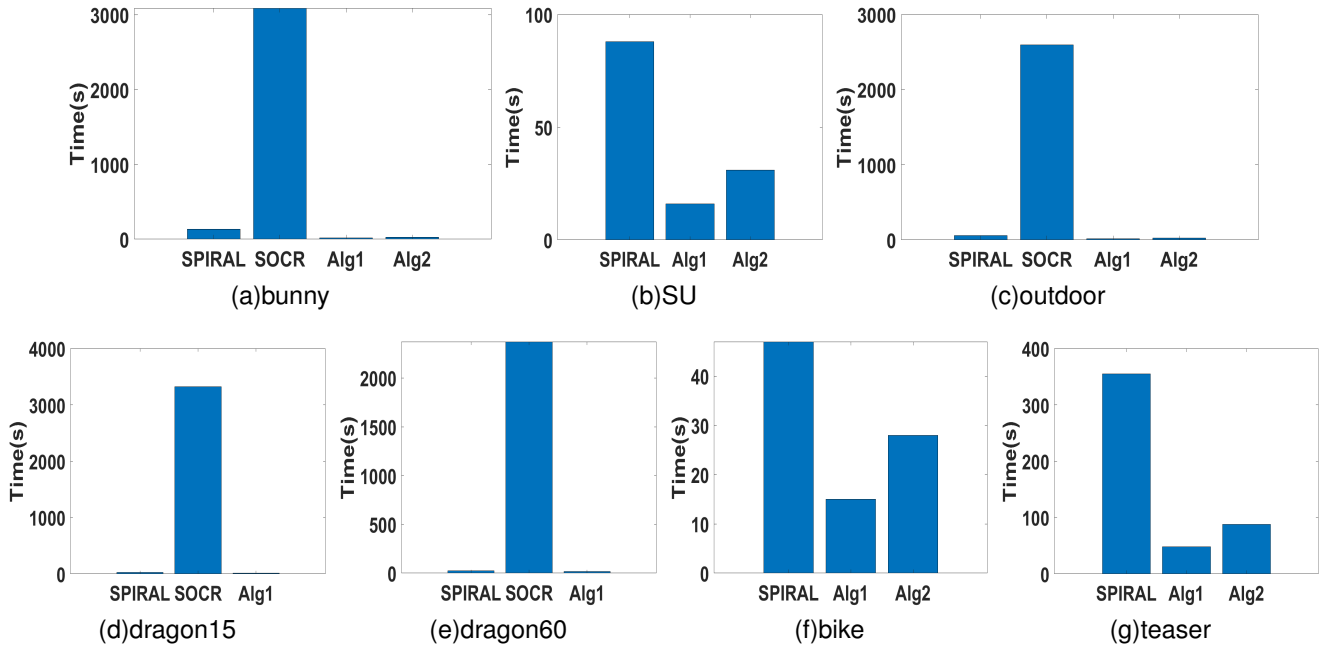 3000
2000
1000
0
Time(s)
SPIRAL SOCR Alg1 Alg2
(a)bunny
100
50
0
Time(s)
SPIRAL Alg1 Alg2
(b)SU
3000
2000
1000
0
Time(s)
SPIRAL SOCR Alg1 Alg2
(c)outdoor
4000
3000
2000
1000
0
Time(s)
SPIRAL SOCR Alg1
(d)dragon15
2000
1500
1000
500
0
Time(s)
SPIRAL SOCR Alg1
(e)dragon60
40
30
20
10
0
Time(s)
SPIRAL Alg1 Alg2
(f)bike
400
300
200
100
0
Time(s)
SPIRAL Alg1 Alg2
(g)teaser